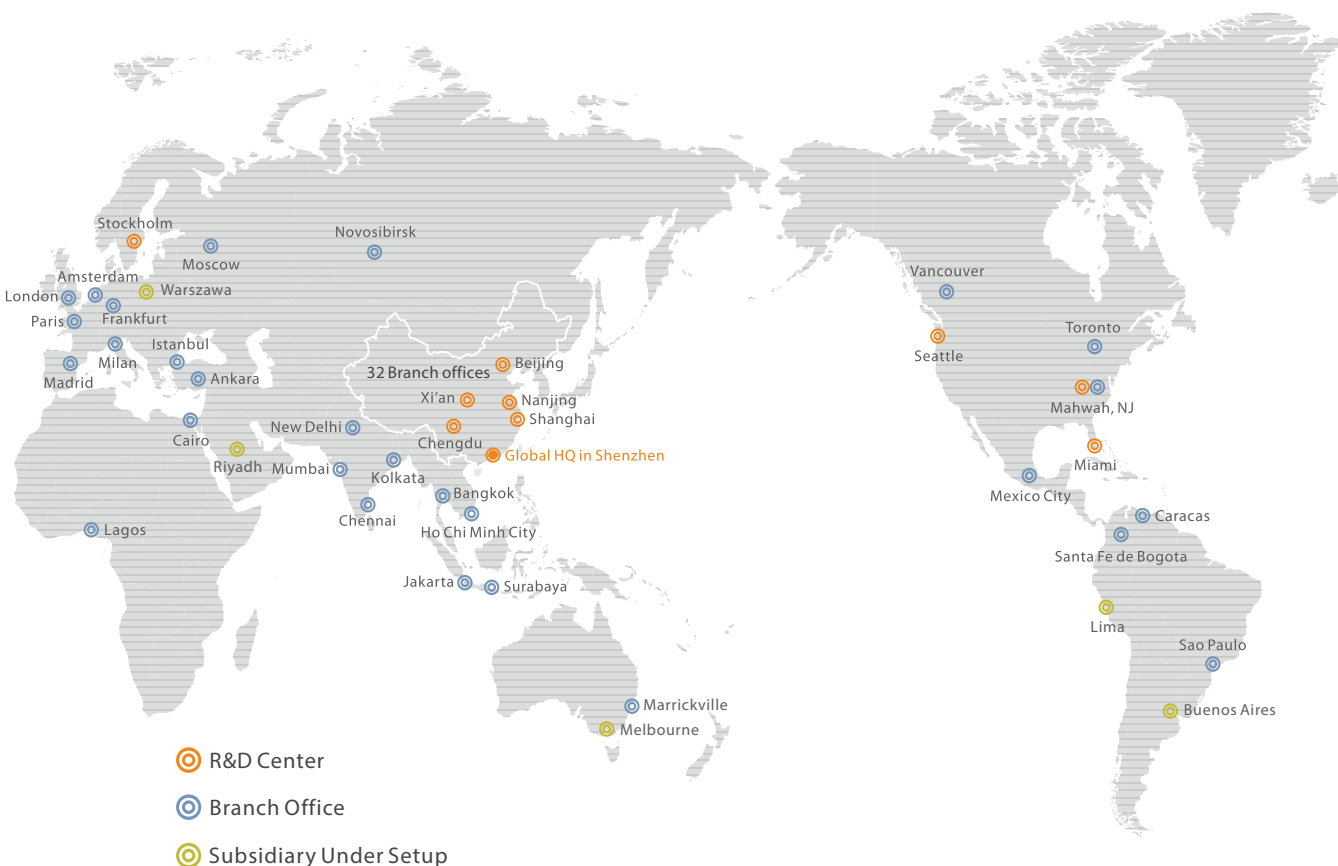 Stockholm
Novosibirsk
Moscow
Amsterdam
Vancouver
London
Warszawa
Paris
Frankfurt
Toronto
Istanbul
Milan
Seattle
Madrid
Ankara
32 Branch offices
Beijing
Xi'an
Nanjing
Mahwah, NJ
Shanghai
New Delhi
Cairo
Chengdu
Global HQ in Shenzhen
Riyadh
Mumbai
Kolkata
Miami
Mexico City
Bangkok
Chennai
Caracas
Lagos
Ho Chi Minh City
Santa Fe de Bogota
Jakarta
Surabaya
Lima
Sao Paulo
Marrickville
Buenos Aires
Melbourne
R&D Center
Branch Office
Subsidiary Under Setup